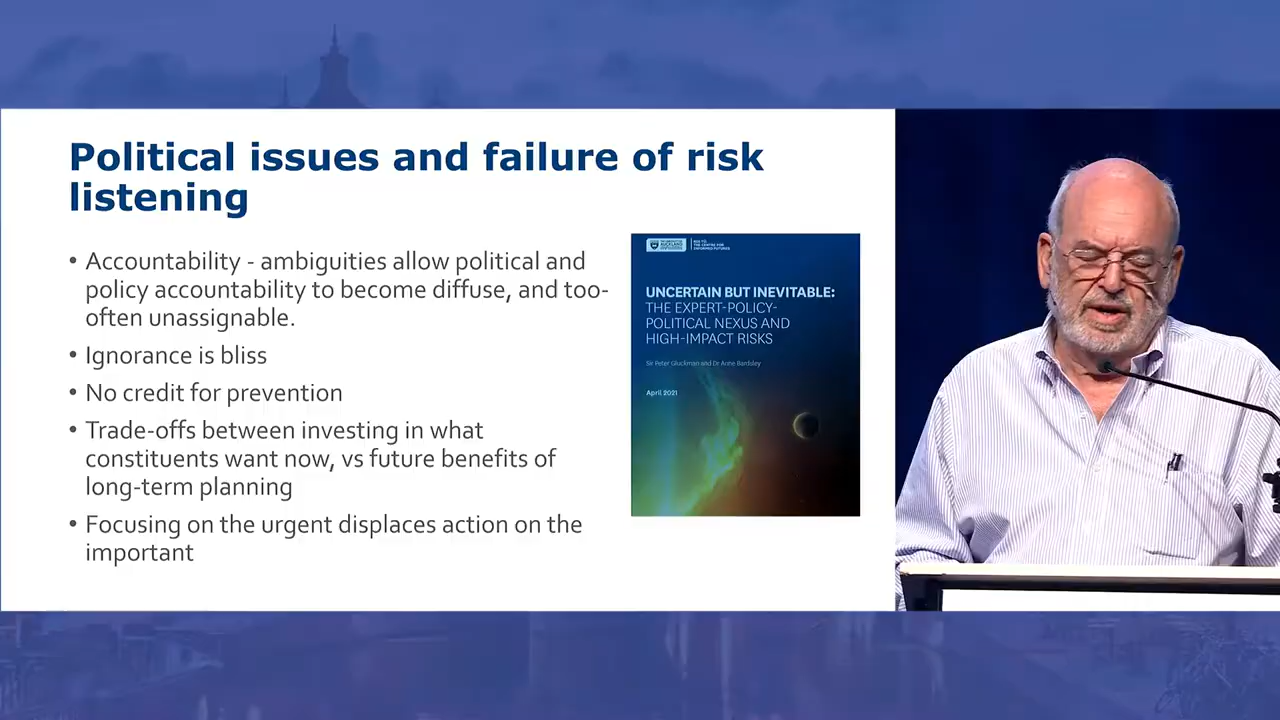 Political issues and failure of risk
listening
• Accountability - ambiguities allow political and
policy accountability to become diffuse, and too-
often unassignable.
• Ignorance is bliss
• No credit for prevention
• Trade-offs between investing in what
constituents want now, vs future benefits of
long-term planning
• Focusing on the urgent displaces action on the
important
UNCERTAIN BUT INEVITABLE:
THE EXPERT-POLICY-
POLITICAL NEXUS AND
HIGH-IMPACT RISKS
Sir Peter Gluckman and Dr Anne Bardsley
April 2021